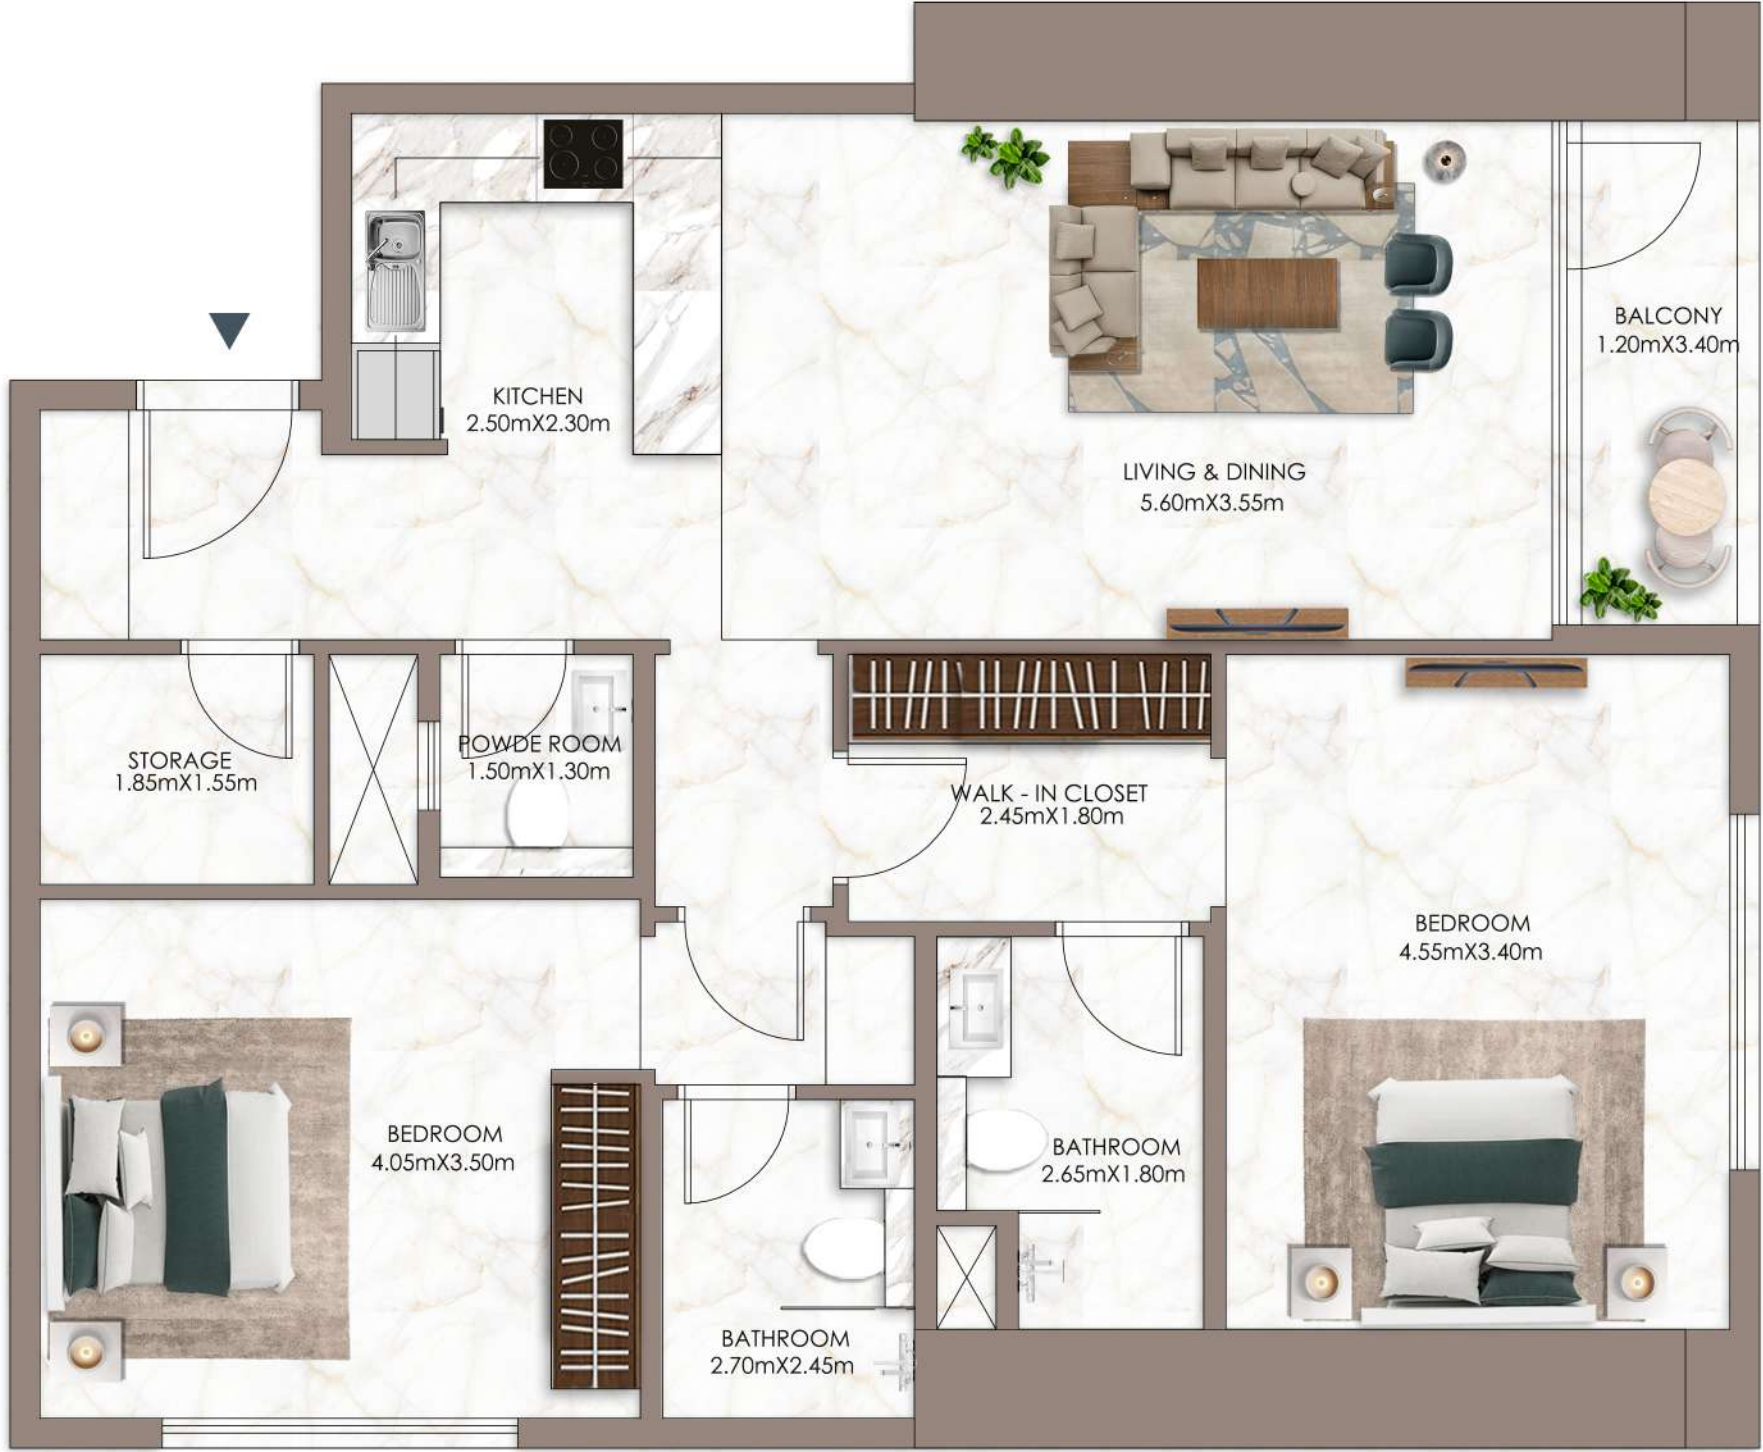 BALCONY
1.20mX3.40m
KITCHEN
2.50mX2.30m
LIVING & DINING
5.60mX3.55m
STORAGE
1.85mX1.55m
POWDE ROOM
1.50mX1.30m
WALK - IN CLOSET
2.45mX1.80m
BEDROOM
4.55mX3.40m
BEDROOM
4.05mX3.50m
BATHROOM
2.65mX1.80m
BATHROOM
2.70mX2.45m